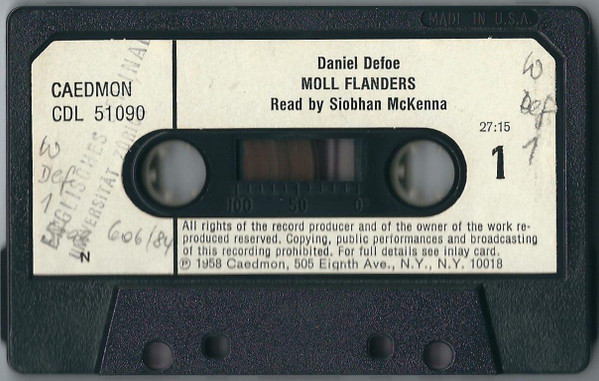 MADE IN U.S.A.
CAEDMON
CDL 51090
Daniel Defoe
MOLL FLANDERS
Read by Siobhan McKenna
27:15
1
W
Def
1
W
Def
1
ENGLISCHES
UNIVERSITÄT ZÜRICH
606/84
N
100 50 0
All rights of the record producer and of the owner of the work re-
produced reserved. Copying, public performances and broadcasting
of this recording prohibited. For full details see inlay card.
Ⓟ 1958 Caedmon, 505 Eighth Ave., N.Y., N.Y. 10018